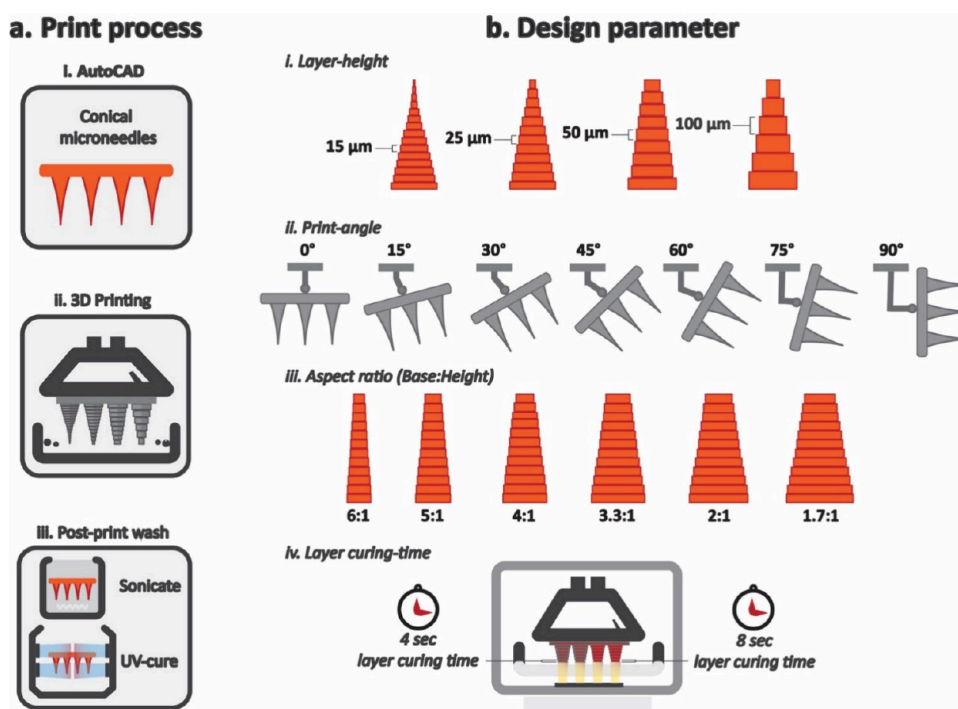 a. Print process
i. AutoCAD
Conical
microneedles
ii. 3D Printing
iii. Post-print wash
Sonicate
UV-cure
b. Design parameter
i. Layer-height
15 µm
25 µm
50 µm
100 µm
ii. Print-angle
0° 15° 30° 45° 60° 75° 90°
iii. Aspect ratio (Base:Height)
6:1 5:1 4:1 3.3:1 2:1 1.7:1
iv. Layer curing-time
4 sec
layer curing time
8 sec
layer curing time